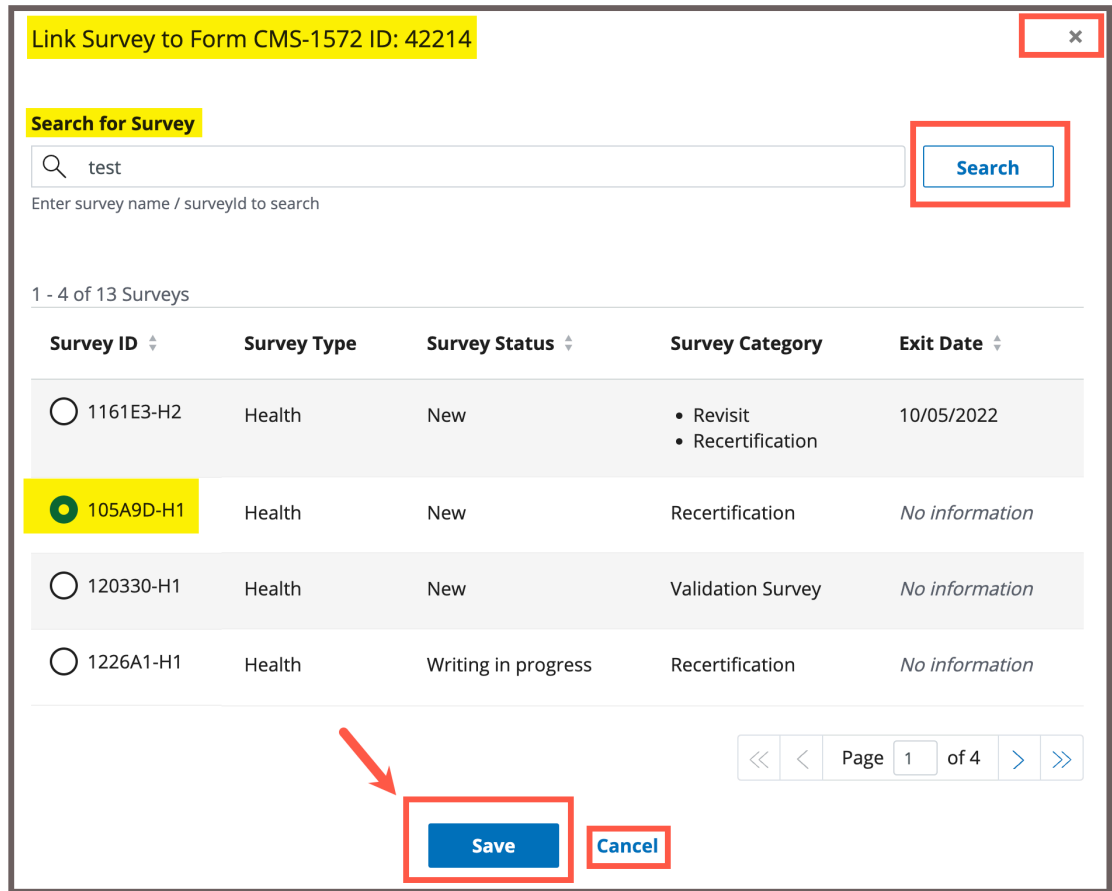 Link Survey to Form CMS-1572 ID: 42214
×
Search for Survey
test
Search
Enter survey name / surveyId to search
1 - 4 of 13 Surveys
Survey ID Survey Type Survey Status Survey Category Exit Date
1161E3-H2 Health New • Revisit 10/05/2022
• Recertification
105A9D-H1 Health New Recertification No information
120330-H1 Health New Validation Survey No information
1226A1-H1 Health Writing in progress Recertification No information
Page 1 of 4
Save Cancel